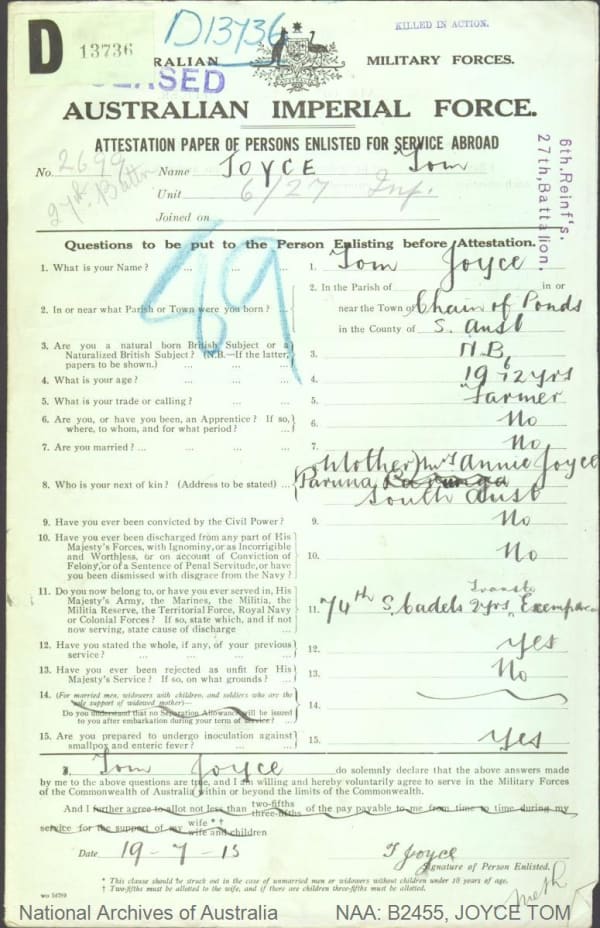 D 13736
D13736
KILLED IN ACTION.
AUSTRALIAN MILITARY FORCES.
AUSTRALIAN IMPERIAL FORCE.
ATTESTATION PAPER OF PERSONS ENLISTED FOR SERVICE ABROAD
No. 2699 Name JOYCE Tom
27th Battn
Unit 6/27 Inf.
Joined on
6th. Reinf's.
27th, Battalion.
Questions to be put to the Person Enlisting before Attestation.
1. What is your Name? ... ... ... 1. Tom Joyce
2. In or near what Parish or Town were you born? ... 2. In the Parish of in or
near the Town of Chain of Ponds
in the County of S. Aust
3. Are you a natural born British Subject or a
Naturalized British Subject? (N.B.—If the latter,
papers to be shown.) ... ... 3. N.B.
4. What is your age? ... ... ... 4. 19 6/12 yrs
5. What is your trade or calling? ... ... 5. Farmer
6. Are you, or have you been, an Apprentice? If so,
where, to whom, and for what period? ... 6. No
7. Are you married? ... ... ... 7. No
8. Who is your next of kin? (Address to be stated) ... 8. (Mother) Mrs Annie Joyce
Paruna
South Aust
9. Have you ever been convicted by the Civil Power? 9. No
10. Have you ever been discharged from any part of His
Majesty's Forces, with Ignominy, or as Incorrigible
and Worthless, or on account of Conviction of
Felony, or of a Sentence of Penal Servitude, or have
you been dismissed with disgrace from the Navy? 10. No
11. Do you now belong to, or have you ever served in, His
Majesty's Army, the Marines, the Militia, the
Militia Reserve, the Territorial Force, Royal Navy
or Colonial Forces? If so, state which, and if not
now serving, state cause of discharge ... 11. 74th S. Cadets 2 yrs
12. Have you stated the whole, if any, of your previous
service? ... ... ... 12. Yes
13. Have you ever been rejected as unfit for His
Majesty's Service? If so, on what grounds? 13. No
14. (For married men, widowers with children, and soldiers who are the
sole support of widowed mother)—
Do you understand that no Separation Allowance will be issued
to you after embarkation during your term of service? ... 14.
15. Are you prepared to undergo inoculation against
smallpox and enteric fever? ... ... 15. Yes
I, Tom Joyce do solemnly declare that the above answers made
by me to the above questions are true, and I am willing and hereby voluntarily agree to serve in the Military Forces
of the Commonwealth of Australia within or beyond the limits of the Commonwealth.
And I further agree to allot not less than two-fifths three-fifths of the pay payable to me from time to time during my
service for the support of my wife * † wife and children
Date 19-7-15 T Joyce
Signature of Person Enlisted.
* This clause should be struck out in the case of unmarried men or widowers without children under 18 years of age.
† Two-fifths must be allotted to the wife, and if there are children three-fifths must be allotted.
Meth
National Archives of Australia NAA: B2455, JOYCE TOM